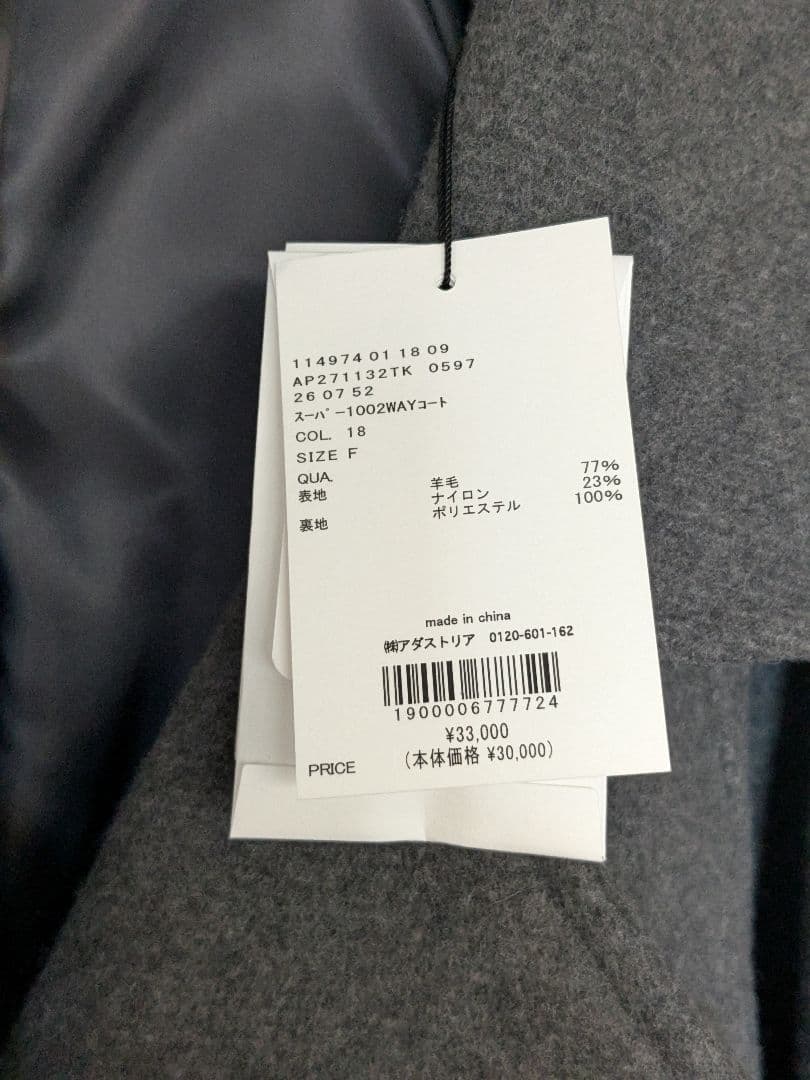 114974 01 18 09
AP271132TK 0597
26 07 52
ｽｰﾊﾟｰ1002WAYｺｰﾄ
COL. 18
SIZE F
QUA.
表地 羊毛 77%
ナイロン 23%
裏地 ポリエステル 100%
made in china
㈱アダストリア 0120-601-162
1900006777724
¥33,000
PRICE (本体価格 ¥30,000)